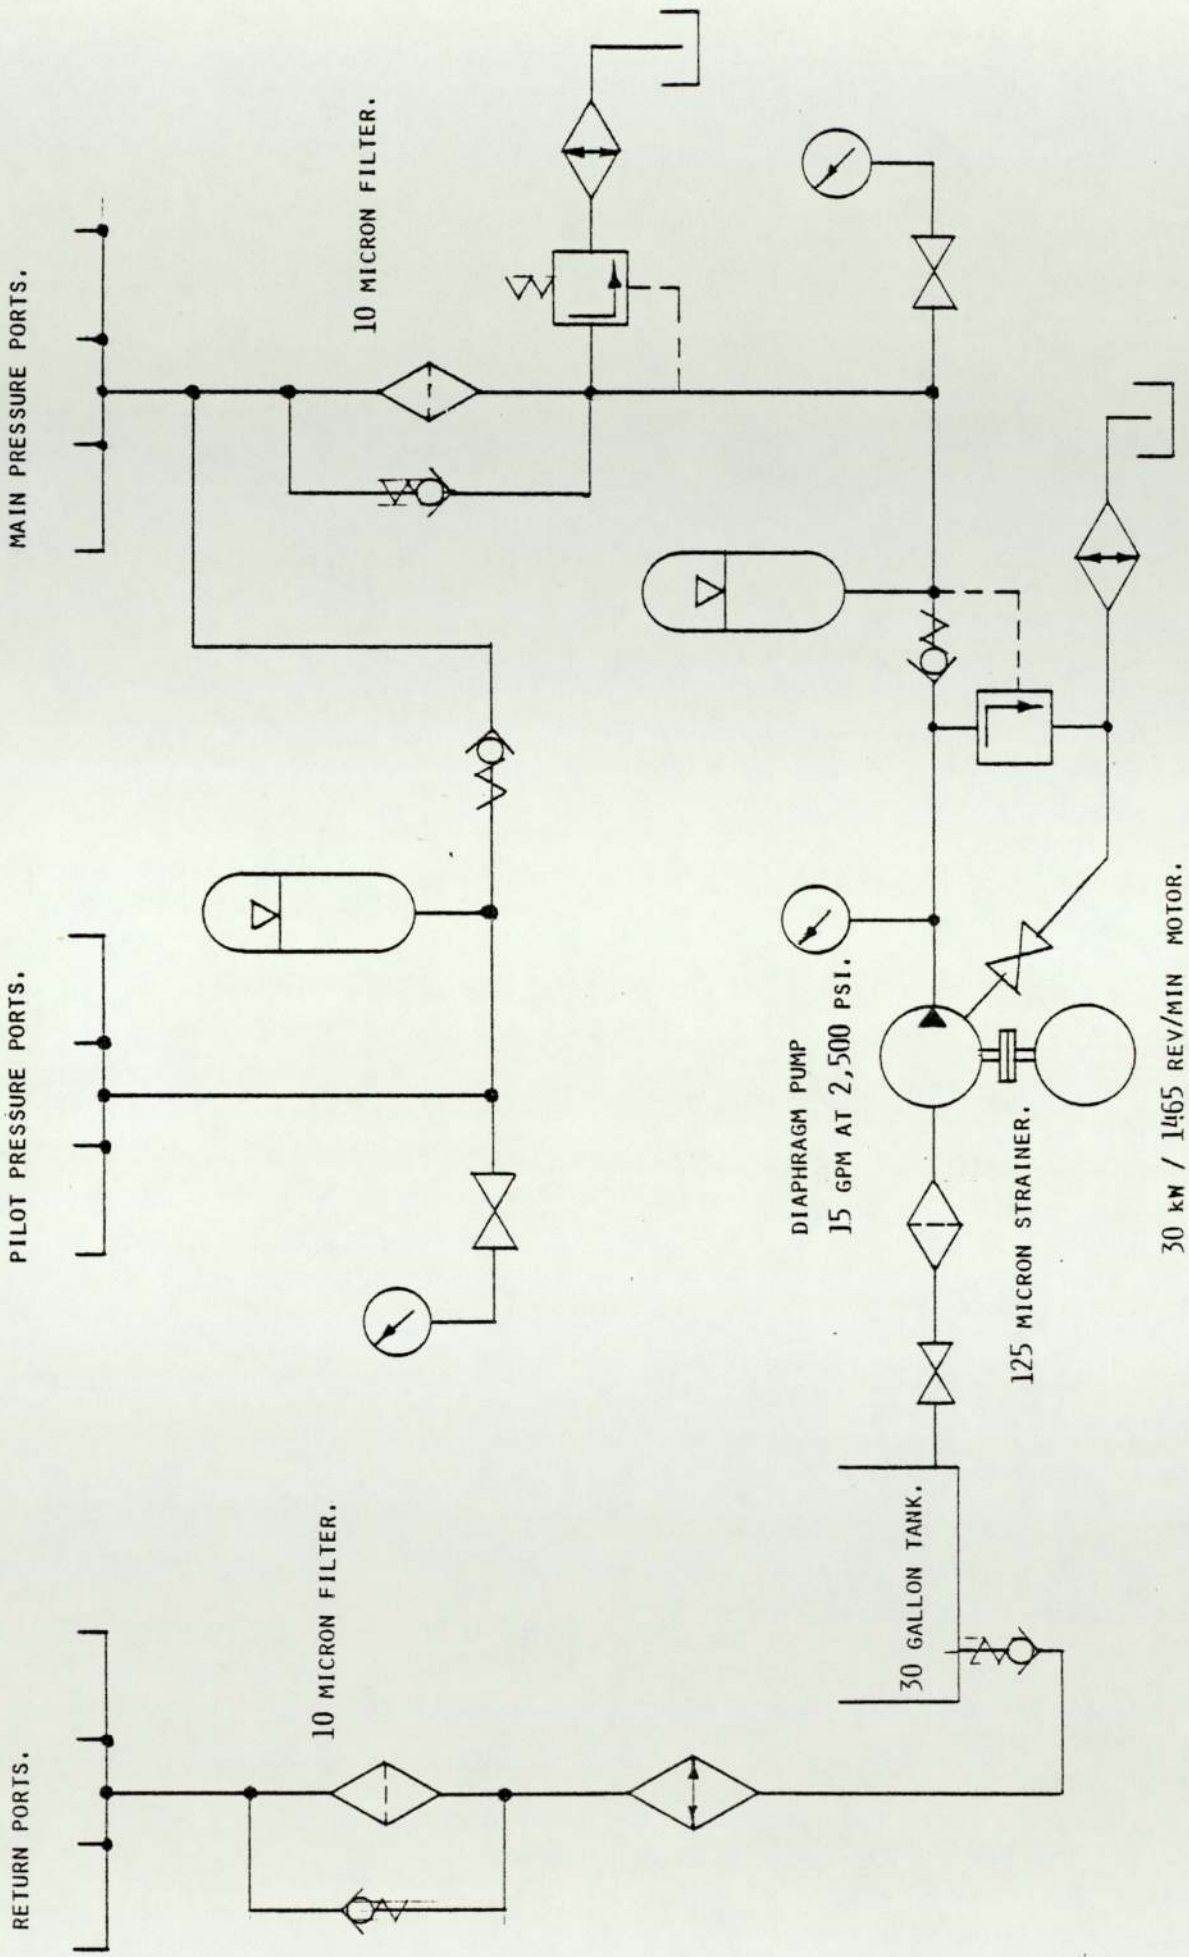 RETURN PORTS.
PILOT PRESSURE PORTS.
MAIN PRESSURE PORTS.
10 MICRON FILTER.
10 MICRON FILTER.
DIAPHRAGM PUMP
15 GPM AT 2,500 PSI.
30 GALLON TANK.
125 MICRON STRAINER.
30 kW / 1465 REV/MIN MOTOR.